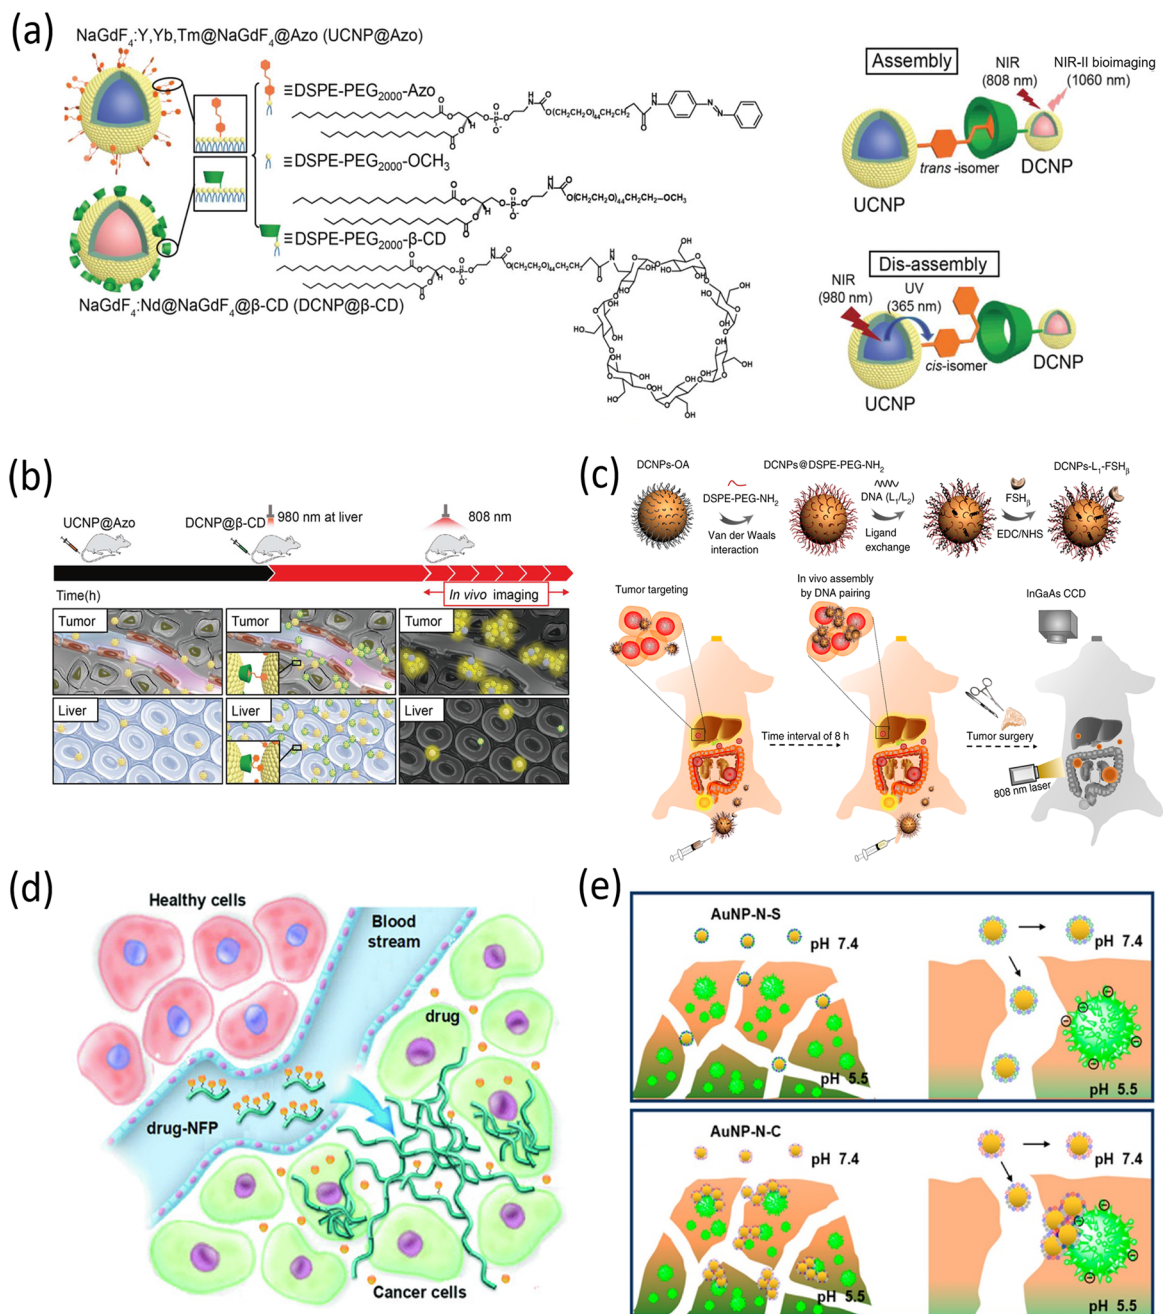 (a)
NaGdF₄:Y,Yb,Tm@NaGdF₄@Azo (UCNP@Azo)
≡DSPE-PEG₂₀₀₀-Azo
≡DSPE-PEG₂₀₀₀-OCH₃
≡DSPE-PEG₂₀₀₀-β-CD
NaGdF₄:Nd@NaGdF₄@β-CD (DCNP@β-CD)
Assembly
NIR
(808 nm)
NIR-II bioimaging
(1060 nm)
trans-isomer
DCNP
UCNP
Dis-assembly
NIR
(980 nm)
UV
(365 nm)
cis-isomer
DCNP
UCNP
(b)
UCNP@Azo
DCNP@β-CD
980 nm at liver
808 nm
Time(h)
In vivo imaging
Tumor
Tumor
Tumor
Liver
Liver
Liver
(c)
DCNPs-OA
DCNPs@DSPE-PEG-NH₂
DCNPs-L₁-FSHᵦ
DSPE-PEG-NH₂
Van der Waals
interaction
DNA (L₁/L₂)
Ligand
exchange
FSHᵦ
EDC/NHS
Tumor targeting
In vivo assembly
by DNA pairing
InGaAs CCD
Time interval of 8 h
Tumor surgery
808 nm laser
(d)
Healthy cells
Blood
stream
drug
drug-NFP
Cancer cells
(e)
AuNP-N-S
pH 7.4
pH 5.5
pH 7.4
pH 5.5
AuNP-N-C
pH 7.4
pH 5.5
pH 7.4
pH 5.5